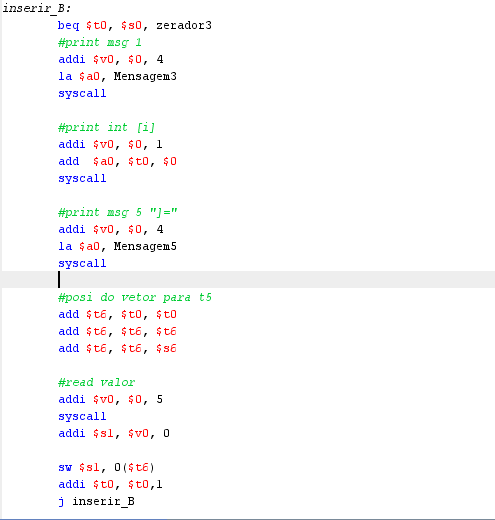 inserir_B:
beq $t0, $s0, zerador3
#print msg 1
addi $v0, $0, 4
la $a0, Mensagem3
syscall
#print int [i]
addi $v0, $0, 1
add $a0, $t0, $0
syscall
#print msg 5 "]="
addi $v0, $0, 4
la $a0, Mensagem5
syscall
#posi do vetor para t5
add $t6, $t0, $t0
add $t6, $t6, $t6
add $t6, $t6, $s6
#read valor
addi $v0, $0, 5
syscall
addi $s1, $v0, 0
sw $s1, 0($t6)
addi $t0, $t0,1
j inserir_B